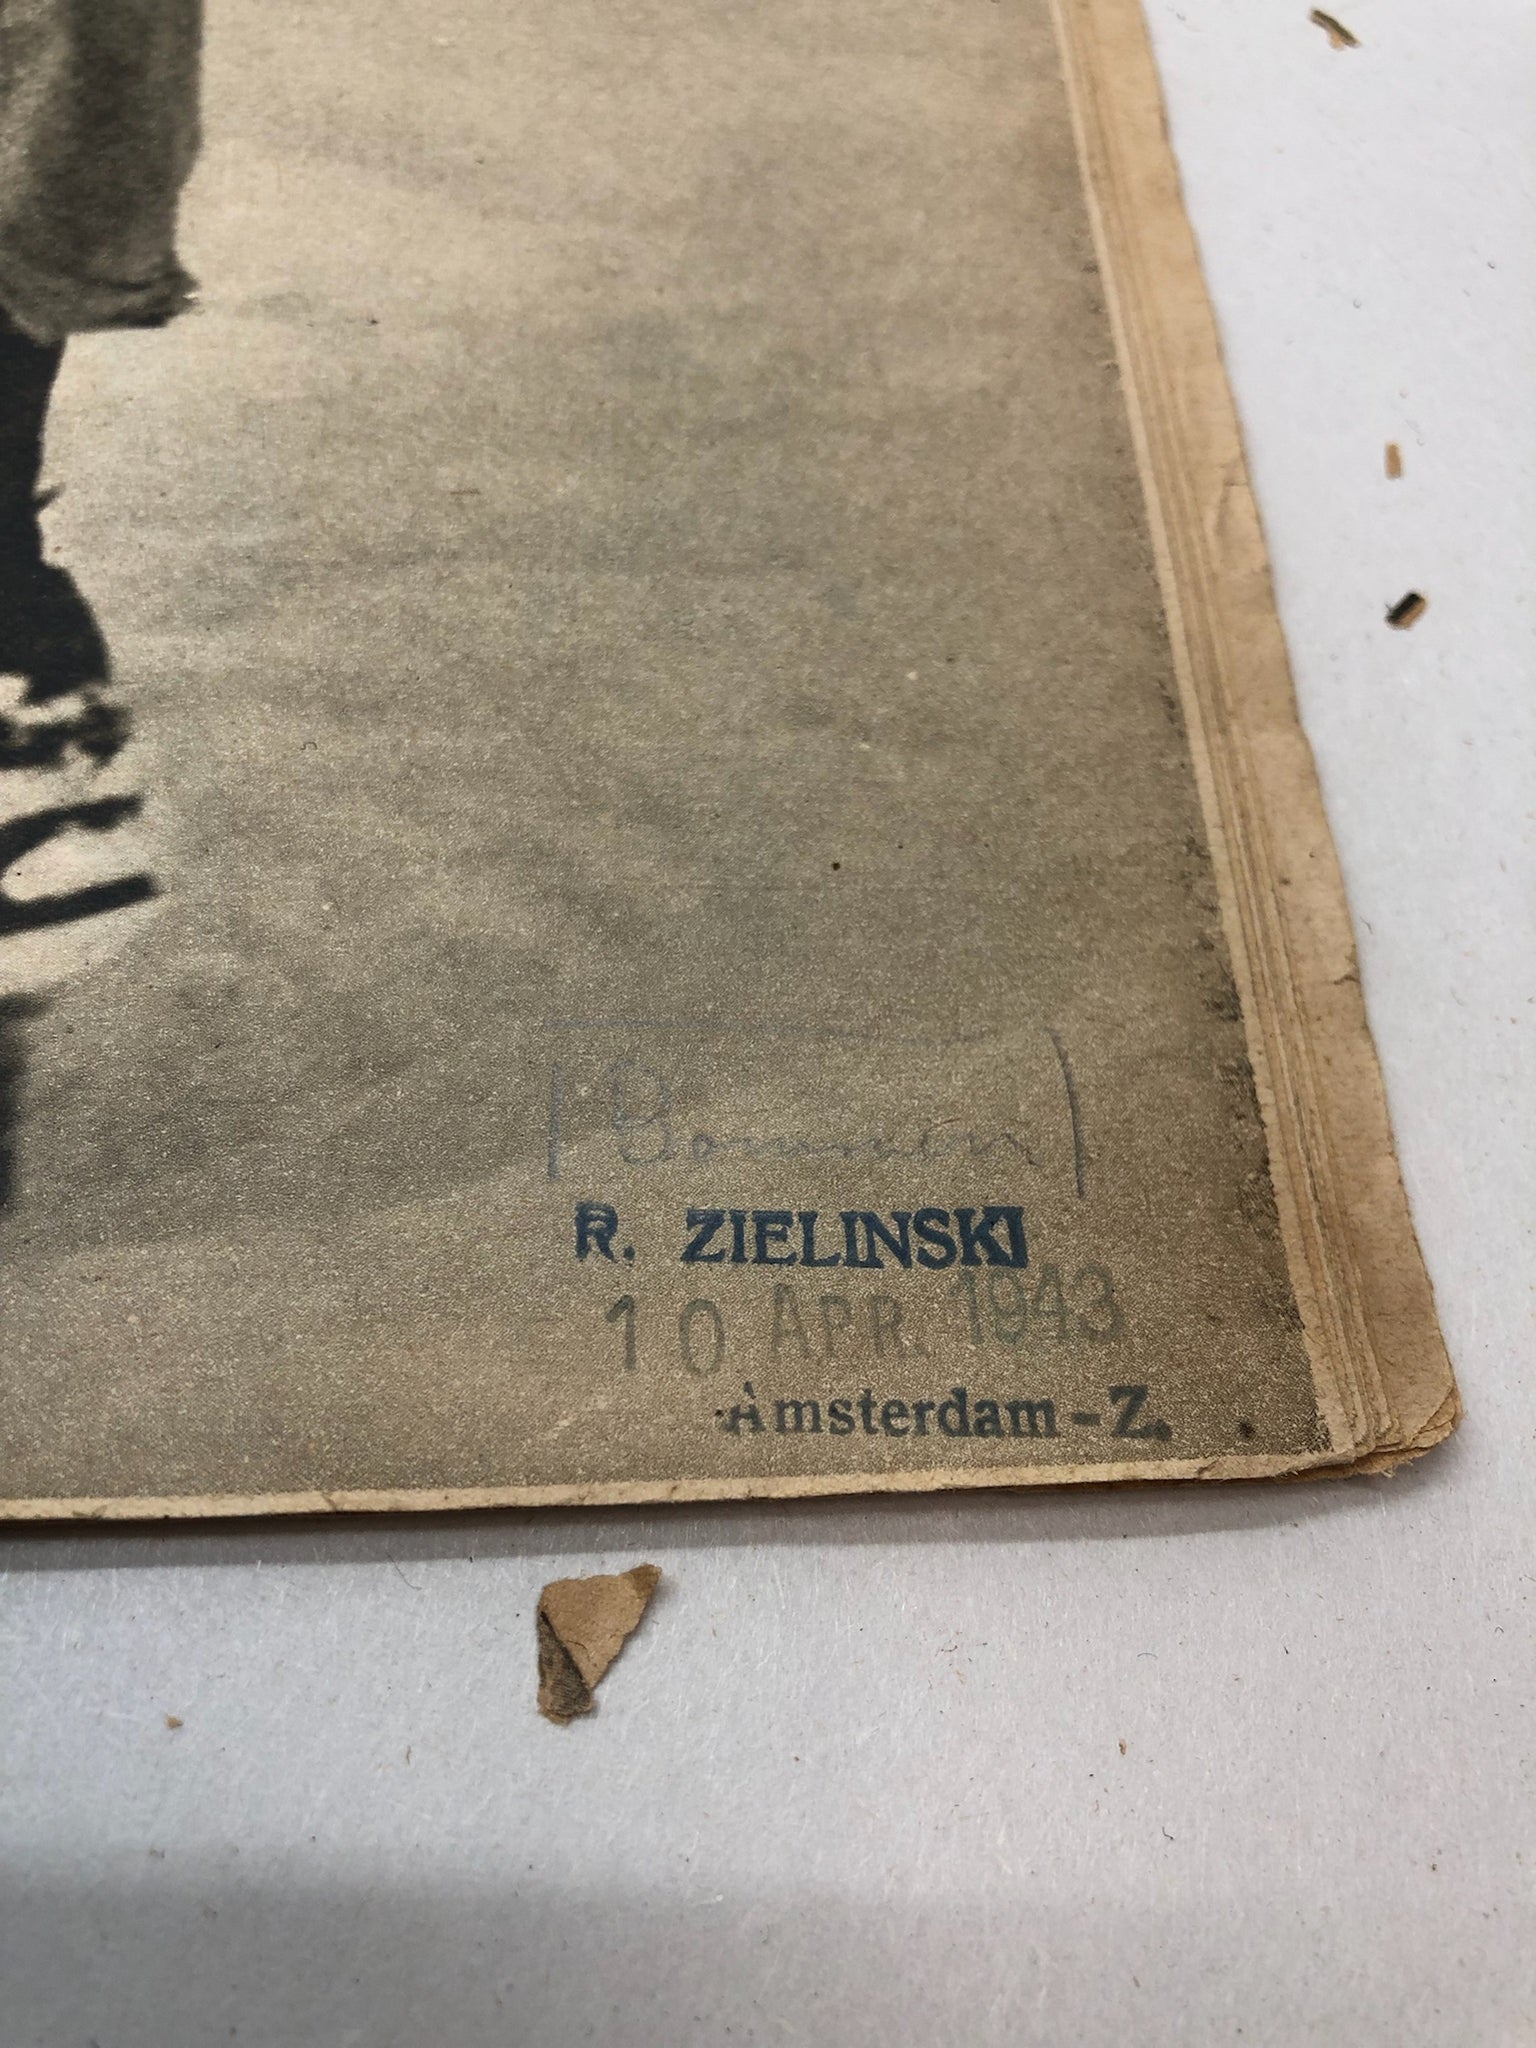 R. ZIELINSKI
10 APR. 1943
Amsterdam-Z.